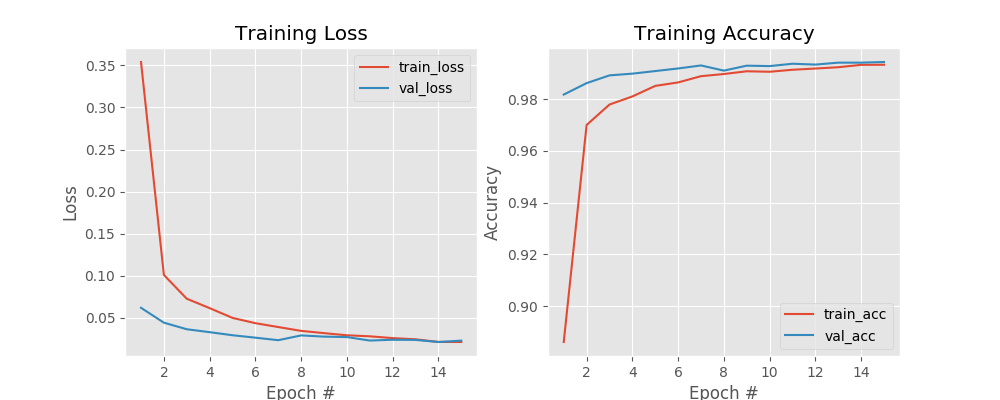 Training Loss
Loss
0.35
0.30
0.25
0.20
0.15
0.10
0.05
train_loss
val_loss
2 4 6 8 10 12 14
Epoch #
Training Accuracy
Accuracy
0.98
0.96
0.94
0.92
0.90
train_acc
val_acc
2 4 6 8 10 12 14
Epoch #